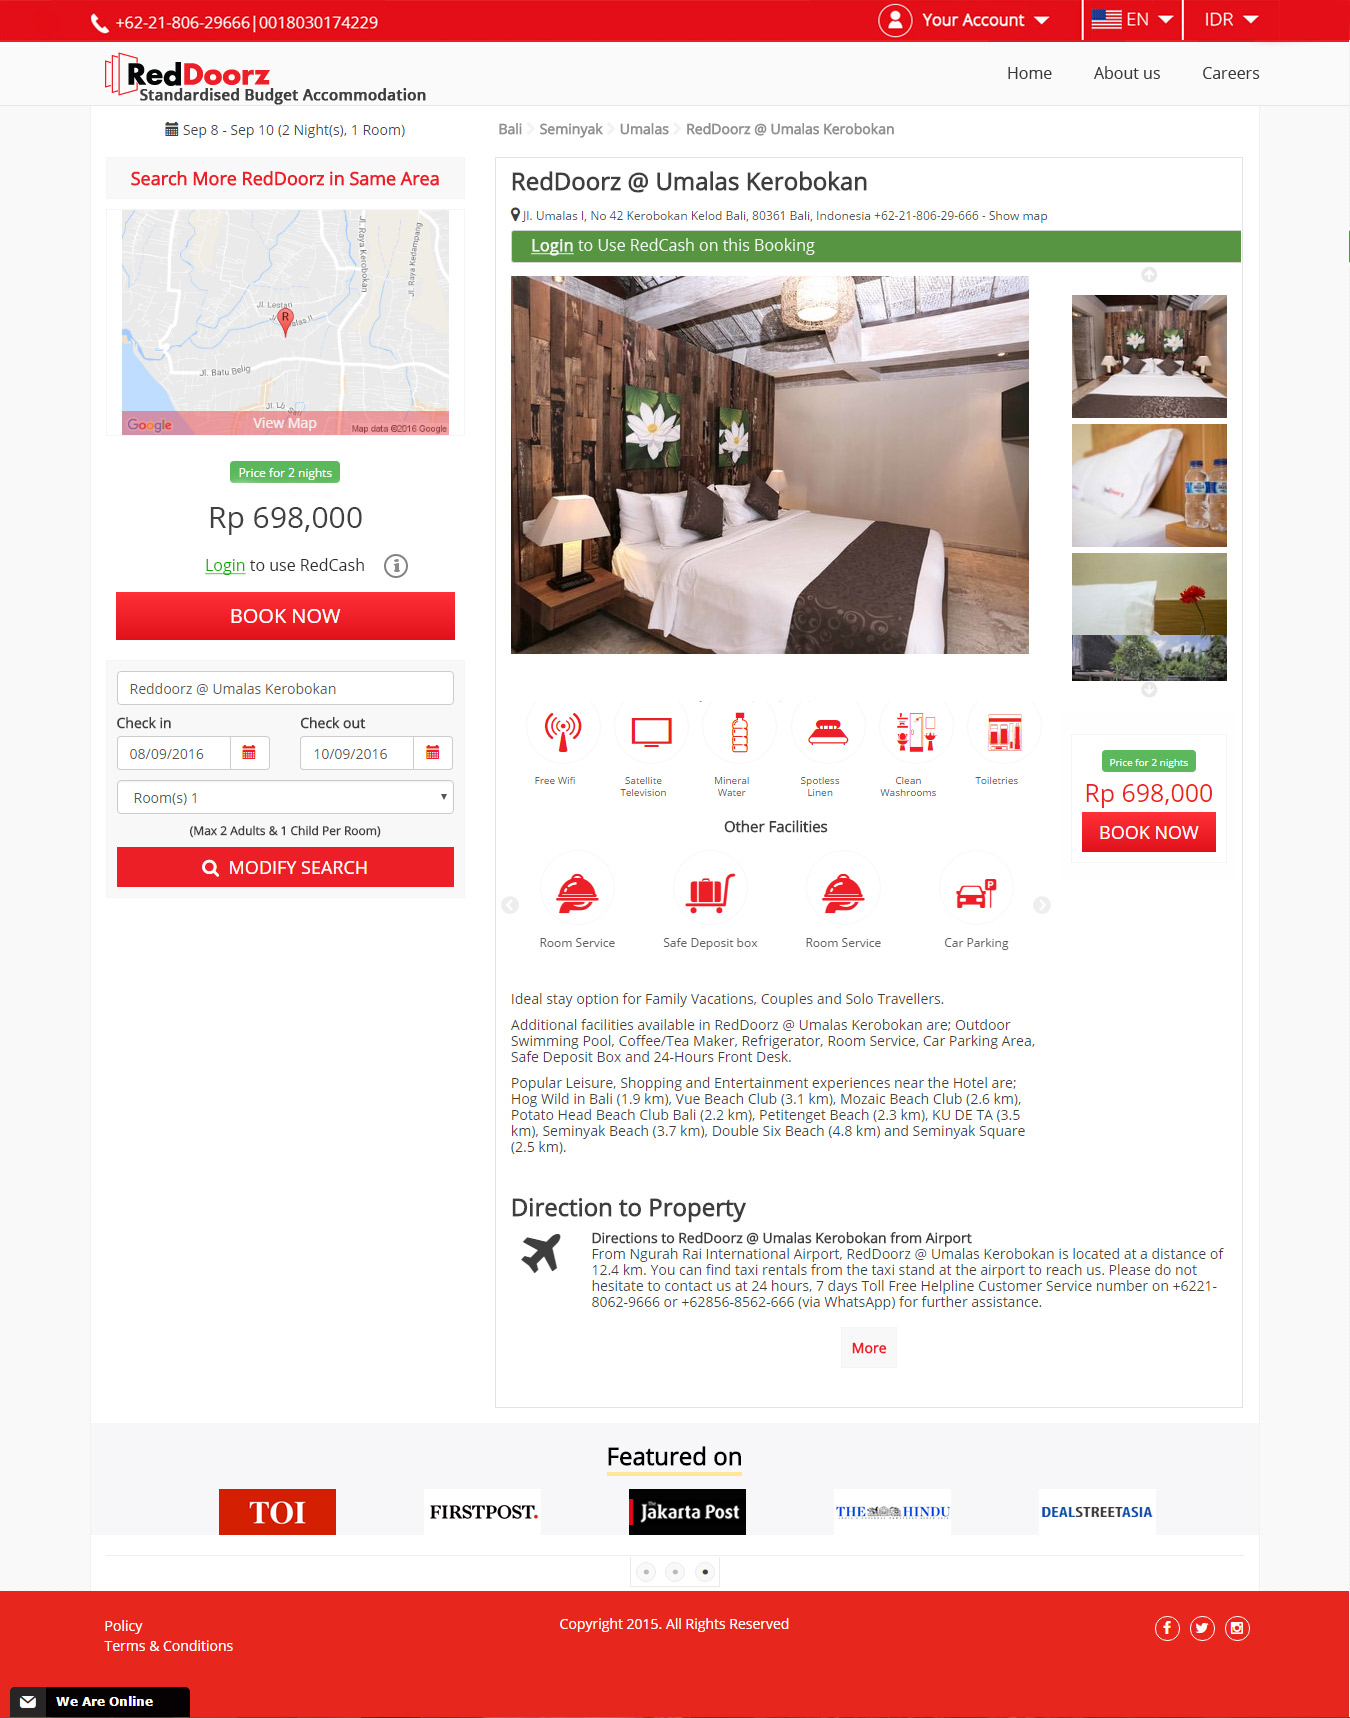 +62-21-806-29666|0018030174229
Your Account
EN
IDR
RedDoorz
Standardised Budget Accommodation
Home
About us
Careers
Sep 8 - Sep 10 (2 Night(s), 1 Room)
Search More RedDoorz in Same Area
Jl. Raya Kerobokan
Jl. Raya Kedampang
Jl. Lestari
R
Jl. Batu Belig
Google
View Map
Map data ©2016 Google
Price for 2 nights
Rp 698,000
Login to use RedCash
BOOK NOW
Reddoorz @ Umalas Kerobokan
Check in
Check out
08/09/2016
10/09/2016
Room(s) 1
(Max 2 Adults & 1 Child Per Room)
MODIFY SEARCH
Bali
Seminyak
Umalas
RedDoorz @ Umalas Kerobokan
RedDoorz @ Umalas Kerobokan
Jl. Umalas I, No 42 Kerobokan Kelod Bali, 80361 Bali, Indonesia +62-21-806-29-666 - Show map
Login to Use RedCash on this Booking
RedDoorz
Free Wifi
Satellite
Television
Mineral
Water
Spotless
Linen
Clean
Washrooms
Toiletries
Other Facilities
P
Room Service
Safe Deposit box
Room Service
Car Parking
Price for 2 nights
Rp 698,000
BOOK NOW
Ideal stay option for Family Vacations, Couples and Solo Travellers.
Additional facilities available in RedDoorz @ Umalas Kerobokan are; Outdoor
Swimming Pool, Coffee/Tea Maker, Refrigerator, Room Service, Car Parking Area,
Safe Deposit Box and 24-Hours Front Desk.
Popular Leisure, Shopping and Entertainment experiences near the Hotel are;
Hog Wild in Bali (1.9 km), Vue Beach Club (3.1 km), Mozaic Beach Club (2.6 km),
Potato Head Beach Club Bali (2.2 km), Petitenget Beach (2.3 km), KU DE TA (3.5
km), Seminyak Beach (3.7 km), Double Six Beach (4.8 km) and Seminyak Square
(2.5 km).
Direction to Property
Directions to RedDoorz @ Umalas Kerobokan from Airport
From Ngurah Rai International Airport, RedDoorz @ Umalas Kerobokan is located at a distance of
12.4 km. You can find taxi rentals from the taxi stand at the airport to reach us. Please do not
hesitate to contact us at 24 hours, 7 days Toll Free Helpline Customer Service number on +6221-
8062-9666 or +62856-8562-666 (via WhatsApp) for further assistance.
More
Featured on
TOI
FIRSTPOST.
The Jakarta Post
THE HINDU
DEALSTREETASIA
Policy
Terms & Conditions
Copyright 2015. All Rights Reserved
We Are Online